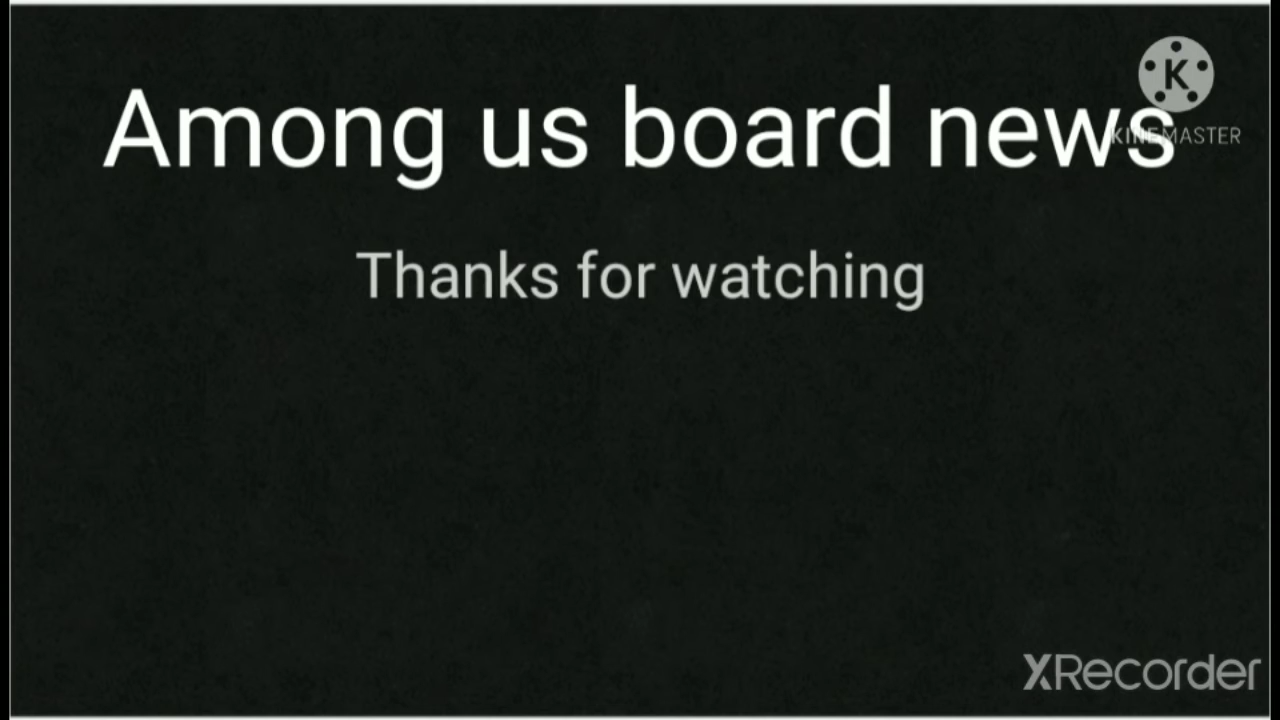 Among us board news
K
KINEMASTER
Thanks for watching
XRecorder